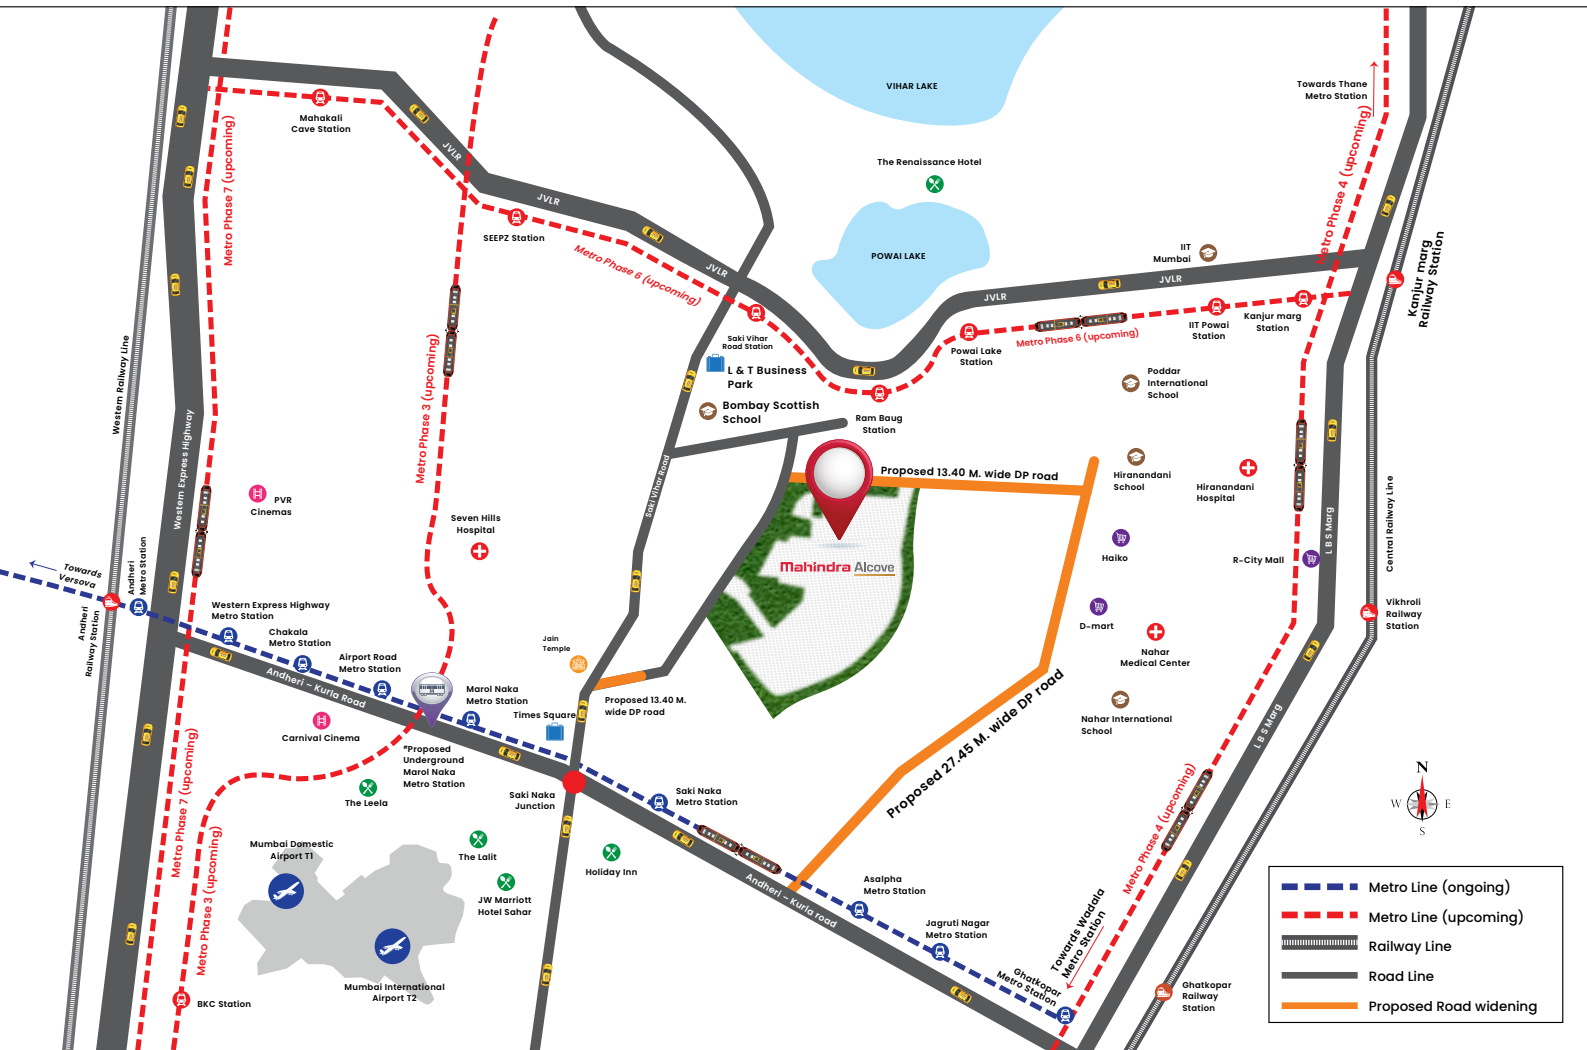 VIHAR LAKE
Towards Thane
Metro Station
Mahakali
Cave Station
JVLR
Metro Phase 7 (upcoming)
The Renaissance Hotel
Metro Phase 4 (upcoming)
JVLR
SEEPZ Station
Metro Phase 6 (upcoming)
JVLR
POWAI LAKE
IIT
Mumbai
JVLR
JVLR
Kanjur marg
Railway Station
Saki Vihar
Road Station
Powai Lake
Station
Metro Phase 6 (upcoming)
IIT Powai
Station
Kanjur marg
Station
Western Railway Line
Metro Phase 3 (upcoming)
L & T Business
Park
Bombay Scottish
School
Ram Baug
Station
Poddar
International
School
Western Express Highway
Saki Vihar Road
Proposed 13.40 M. wide DP road
Hiranandani
School
Hiranandani
Hospital
PVR
Cinemas
Seven Hills
Hospital
Haiko
R-City Mall
L B S Marg
Central Railway Line
Mahindra Alcove
Towards
Versova
Andheri
Metro Station
Andheri
Railway Station
Western Express Highway
Metro Station
Chakala
Metro Station
Airport Road
Metro Station
Andheri – Kurla Road
Jain
Temple
D-mart
Nahar
Medical Center
Vikhroli
Railway
Station
Marol Naka
Metro Station
Times Square
Proposed 13.40 M.
wide DP road
Proposed 27.45 M. wide DP road
Nahar International
School
L B S Marg
Carnival Cinema
*Proposed
Underground
Marol Naka
Metro Station
Metro Phase 7 (upcoming)
The Leela
Saki Naka
Junction
Saki Naka
Metro Station
Metro Phase 4 (upcoming)
N
W
E
S
Metro Phase 3 (upcoming)
Mumbai Domestic
Airport T1
The Lalit
Holiday Inn
JW Marriott
Hotel Sahar
Andheri – Kurla road
Asalpha
Metro Station
Jagruti Nagar
Metro Station
Towards Wadala
Metro Station
Ghatkopar
Metro Station
Mumbai International
Airport T2
BKC Station
Ghatkopar
Railway
Station
Metro Line (ongoing)
Metro Line (upcoming)
Railway Line
Road Line
Proposed Road widening